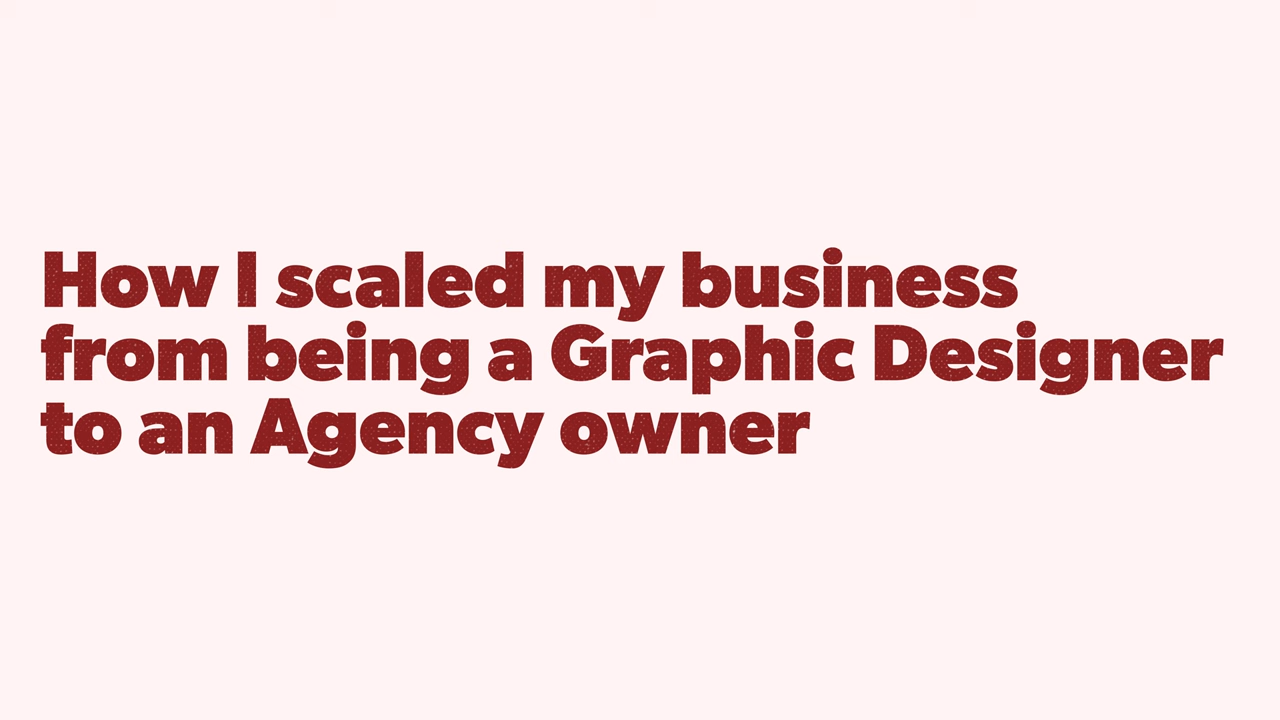 How I scaled my business
from being a Graphic Designer
to an Agency owner